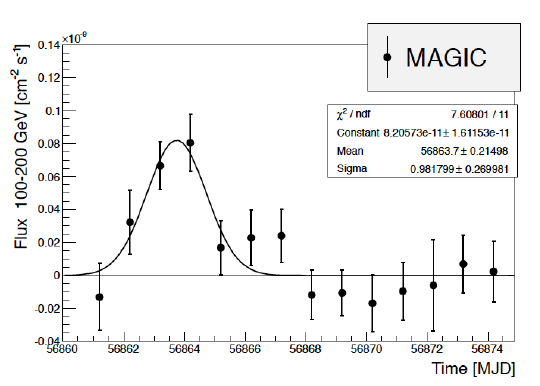 ×10⁻⁹
MAGIC
χ² / ndf 7.60801 / 11
Constant 8.20573e-11± 1.61153e-11
Mean 56863.7± 0.21498
Sigma 0.981799± 0.269981
Flux 100-200 GeV [cm⁻² s⁻¹]
0.14
0.12
0.1
0.08
0.06
0.04
0.02
0
-0.02
-0.04
56860 56862 56864 56866 56868 56870 56872 56874
Time [MJD]